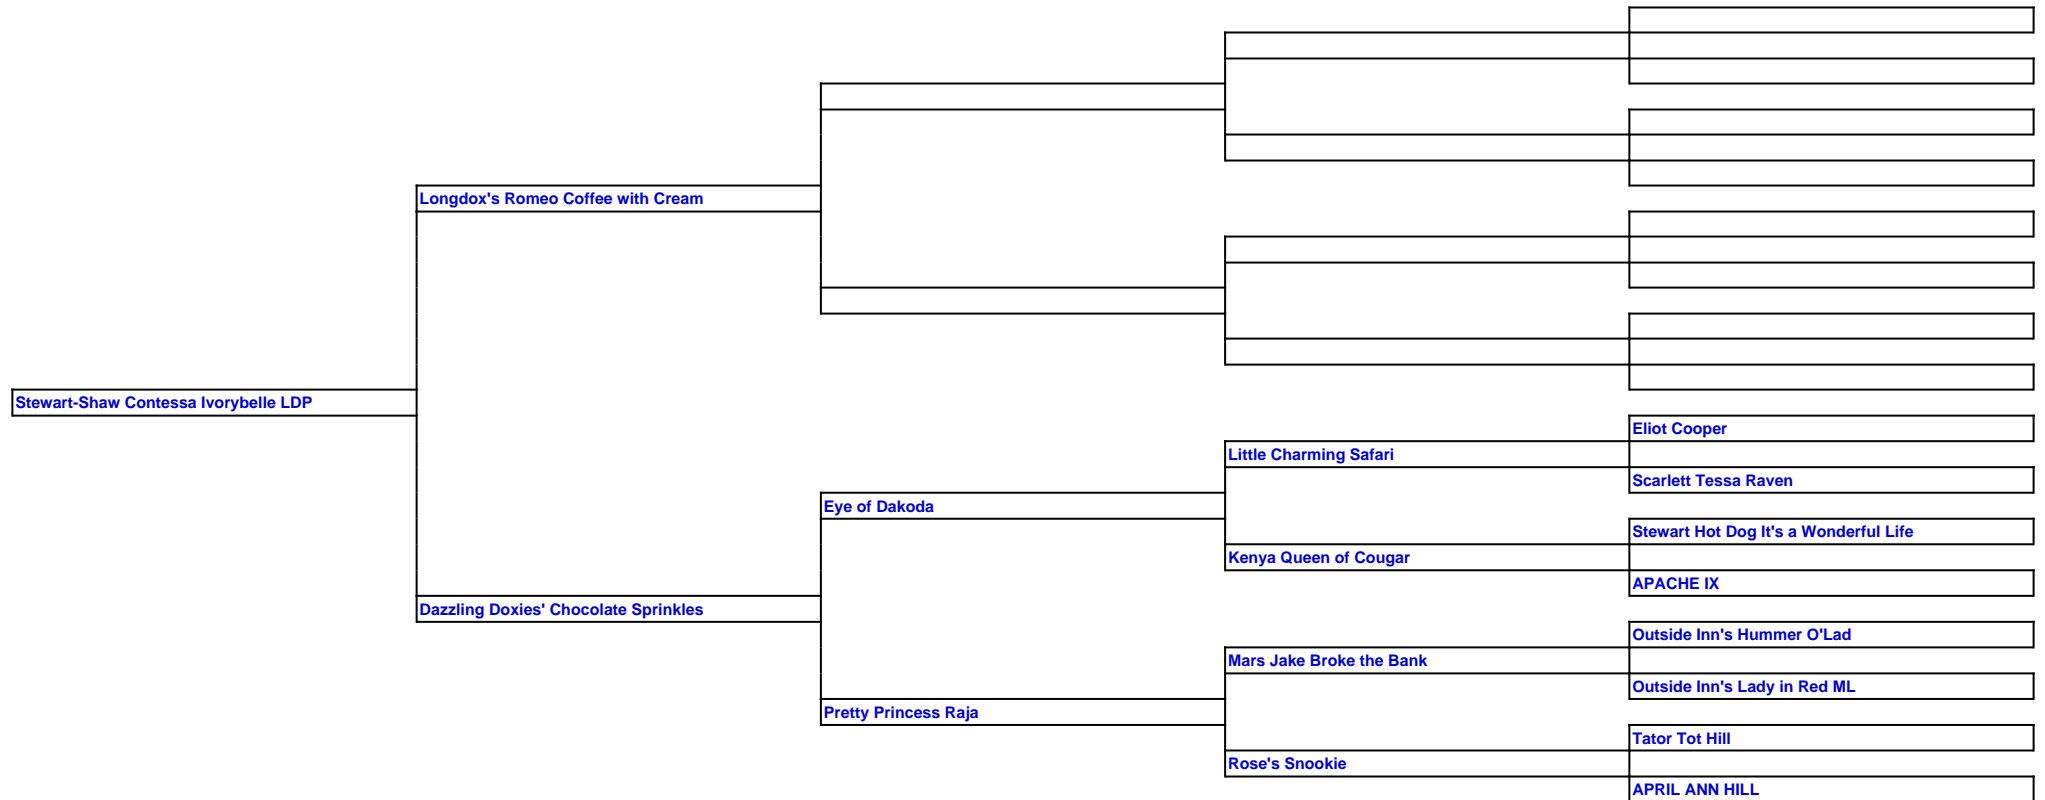 Longdox's Romeo Coffee with Cream
Stewart-Shaw Contessa Ivorybelle LDP
Eliot Cooper
Little Charming Safari
Scarlett Tessa Raven
Eye of Dakoda
Stewart Hot Dog It's a Wonderful Life
Kenya Queen of Cougar
APACHE IX
Dazzling Doxies' Chocolate Sprinkles
Outside Inn's Hummer O'Lad
Mars Jake Broke the Bank
Outside Inn's Lady in Red ML
Pretty Princess Raja
Tator Tot Hill
Rose's Snookie
APRIL ANN HILL